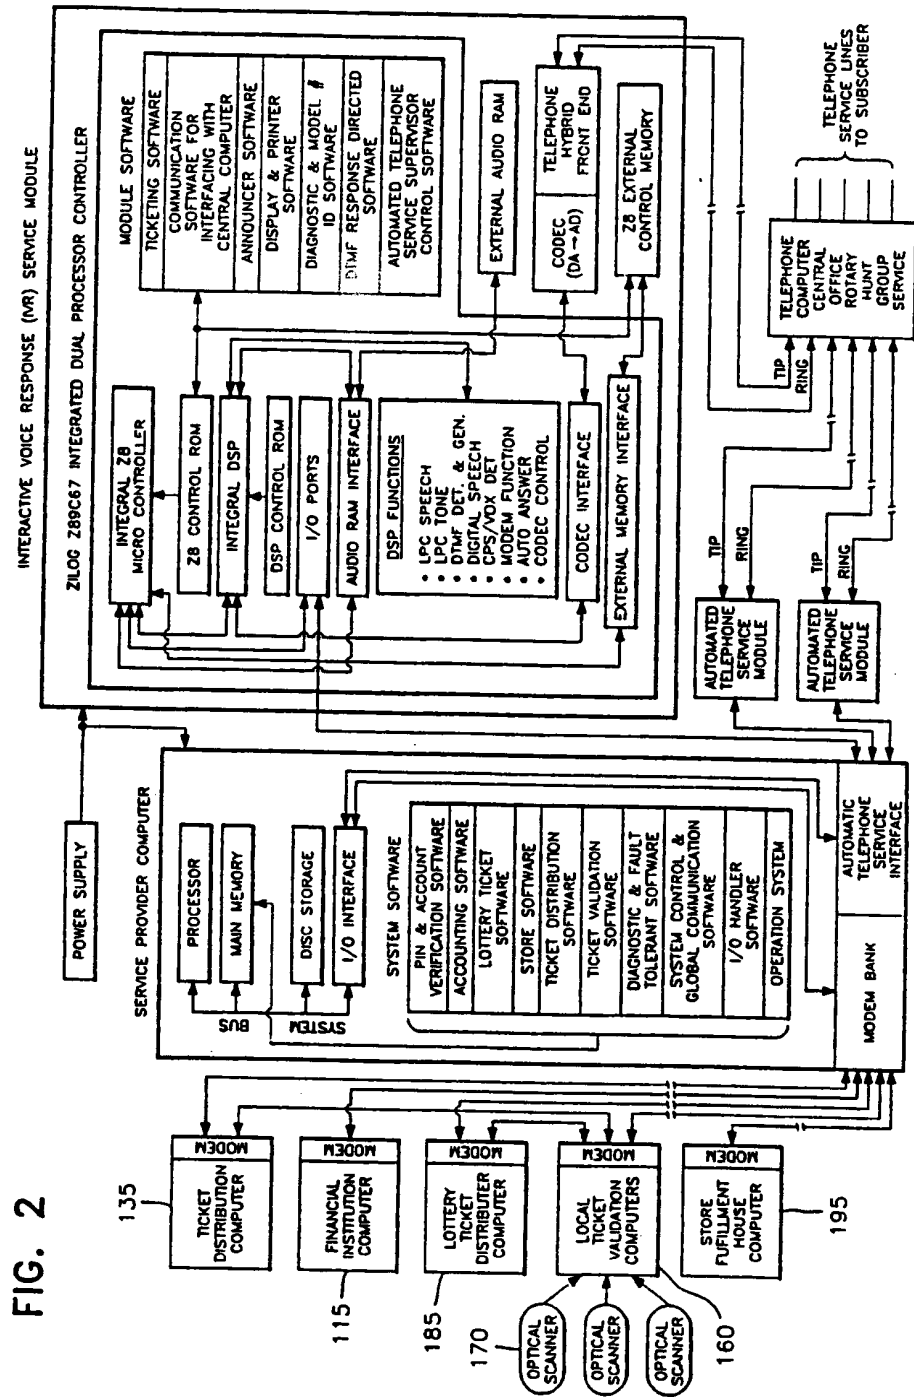 FIG. 2
INTERACTIVE VOICE RESPONSE (IVR) SERVICE MODULE
ZILOG Z89C67 INTEGRATED DUAL PROCESSOR CONTROLLER
INTEGRAL Z8
MICRO CONTROLLER
Z8 CONTROL ROM
INTEGRAL DSP
DSP CONTROL ROM
I/O PORTS
AUDIO RAM INTERFACE
DSP FUNCTIONS
• LPC SPEECH
• LPC TONE
• DTMF DET. & GEN.
• DIGITAL SPEECH
• CPS/VOX DET
• MODEM FUNCTION
• AUTO ANSWER
• CODEC CONTROL
CODEC INTERFACE
EXTERNAL MEMORY INTERFACE
MODULE SOFTWARE
TICKETING SOFTWARE
COMMUNICATION
SOFTWARE FOR
INTERFACING WITH
CENTRAL COMPUTER
ANNOUNCER SOFTWARE
DISPLAY & PRINTER
SOFTWARE
DIAGNOSTIC & MODEL #
ID SOFTWARE
DTMF RESPONSE DIRECTED
SOFTWARE
AUTOMATED TELEPHONE
SERVICE SUPERVISOR
CONTROL SOFTWARE
EXTERNAL AUDIO RAM
CODEC
(DA→AD)
TELEPHONE
HYBRID
FRONT END
Z8 EXTERNAL
CONTROL MEMORY
POWER SUPPLY
SERVICE PROVIDER COMPUTER
PROCESSOR
MAIN MEMORY
DISC STORAGE
I/O INTERFACE
BUS
SYSTEM
SYSTEM SOFTWARE
PIN & ACCOUNT
VERIFICATION SOFTWARE
ACCOUNTING SOFTWARE
LOTTERY TICKET
SOFTWARE
STORE SOFTWARE
TICKET DISTRIBUTION
SOFTWARE
TICKET VALIDATION
SOFTWARE
DIAGNOSTIC & FAULT
TOLERANT SOFTWARE
SYSTEM CONTROL &
GLOBAL COMMUNICATION
SOFTWARE
I/O HANDLER
SOFTWARE
OPERATION SYSTEM
MODEM BANK
AUTOMATIC
TELEPHONE
SERVICE
INTERFACE
AUTOMATED
TELEPHONE
SERVICE
MODULE
AUTOMATED
TELEPHONE
SERVICE
MODULE
TIP
RING
TIP
RING
TIP
RING
TELEPHONE
COMPUTER
CENTRAL
OFFICE
ROTARY
HUNT
GROUP
SERVICE
TELEPHONE
SERVICE LINES
TO SUBSCRIBER
135
TICKET
DISTRIBUTION
COMPUTER
MODEM
115
FINANCIAL
INSTITUTION
COMPUTER
MODEM
185
LOTTERY
TICKET
DISTRIBUTER
COMPUTER
MODEM
170
160
LOCAL
TICKET
VALIDATION
COMPUTERS
MODEM
OPTICAL
SCANNER
OPTICAL
SCANNER
OPTICAL
SCANNER
195
STORE
FUFILLMENT
HOUSE
COMPUTER
MODEM